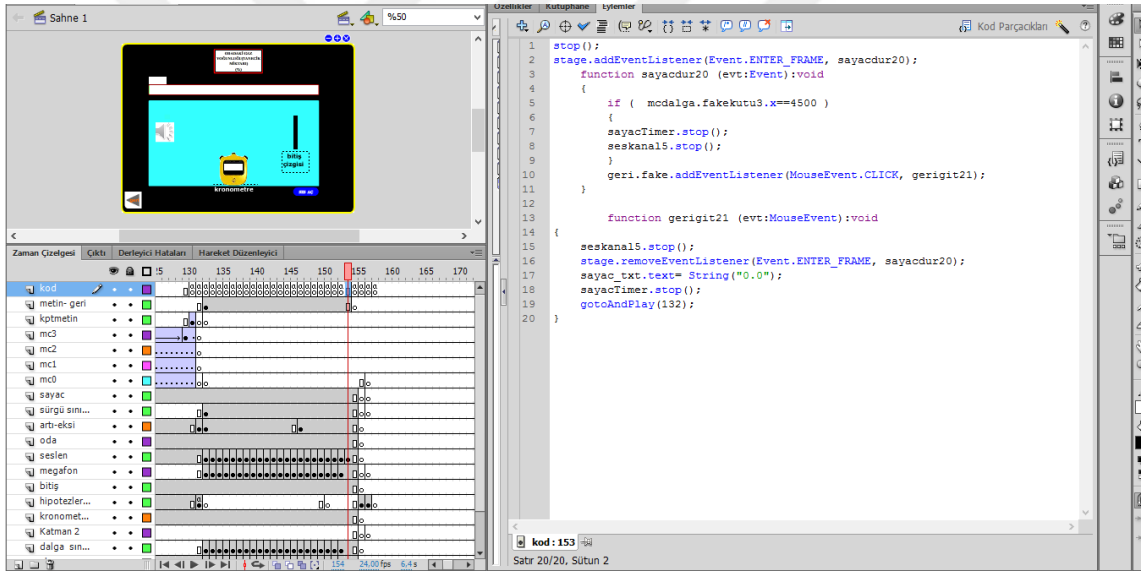 Sahne 1
%50
Özellikler Kütüphane Eylemler
Kod Parçacıkları
(%)
bitiş
çizgisi
kronometre
1 stop();
2 stage.addEventListener(Event.ENTER_FRAME, sayacdur20);
3 function sayacdur20 (evt:Event):void
4 {
5 if ( mcdalga.fakekutu3.x==4500 )
6 {
7 sayacTimer.stop();
8 seskanal5.stop();
9 }
10 geri.fake.addEventListener(MouseEvent.CLICK, gerigit21);
11 }
12
13 function gerigit21 (evt:MouseEvent):void
14 {
15 seskanal5.stop();
16 stage.removeEventListener(Event.ENTER_FRAME, sayacdur20);
17 sayac_txt.text= String("0.0");
18 sayacTimer.stop();
19 gotoAndPlay(132);
20 }
Zaman Çizelgesi Çıktı Derleyici Hataları Hareket Düzenleyici
130 135 140 145 150 155 160 165 170
kod
metin- geri
kptmetin
mc3
mc2
mc1
mc0
sayac
sürgü sını...
artı-eksi
oda
seslen
megafon
bitiş
hipotezler...
kronomet...
Katman 2
dalga sın...
154 24,00 fps 6,4 s
kod : 153
Satır 20/20, Sütun 2